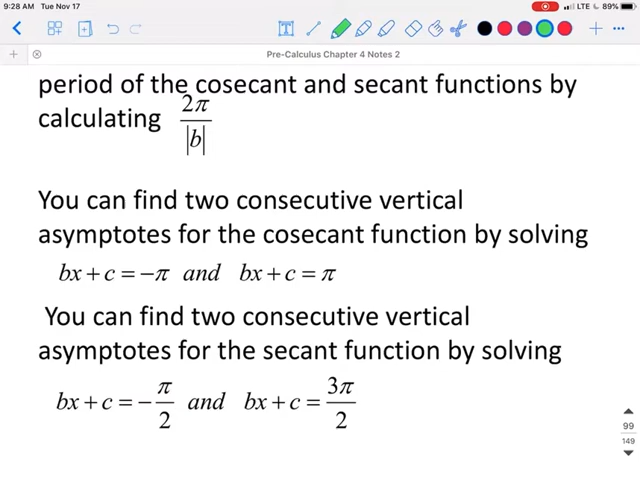 9:28 AM Tue Nov 17
LTE 89%
Pre-Calculus Chapter 4 Notes 2
period of the cosecant and secant functions by
calculating 2π/|b|
You can find two consecutive vertical
asymptotes for the cosecant function by solving
bx + c = −π and bx + c = π
You can find two consecutive vertical
asymptotes for the secant function by solving
bx + c = −π/2 and bx + c = 3π/2
99
149